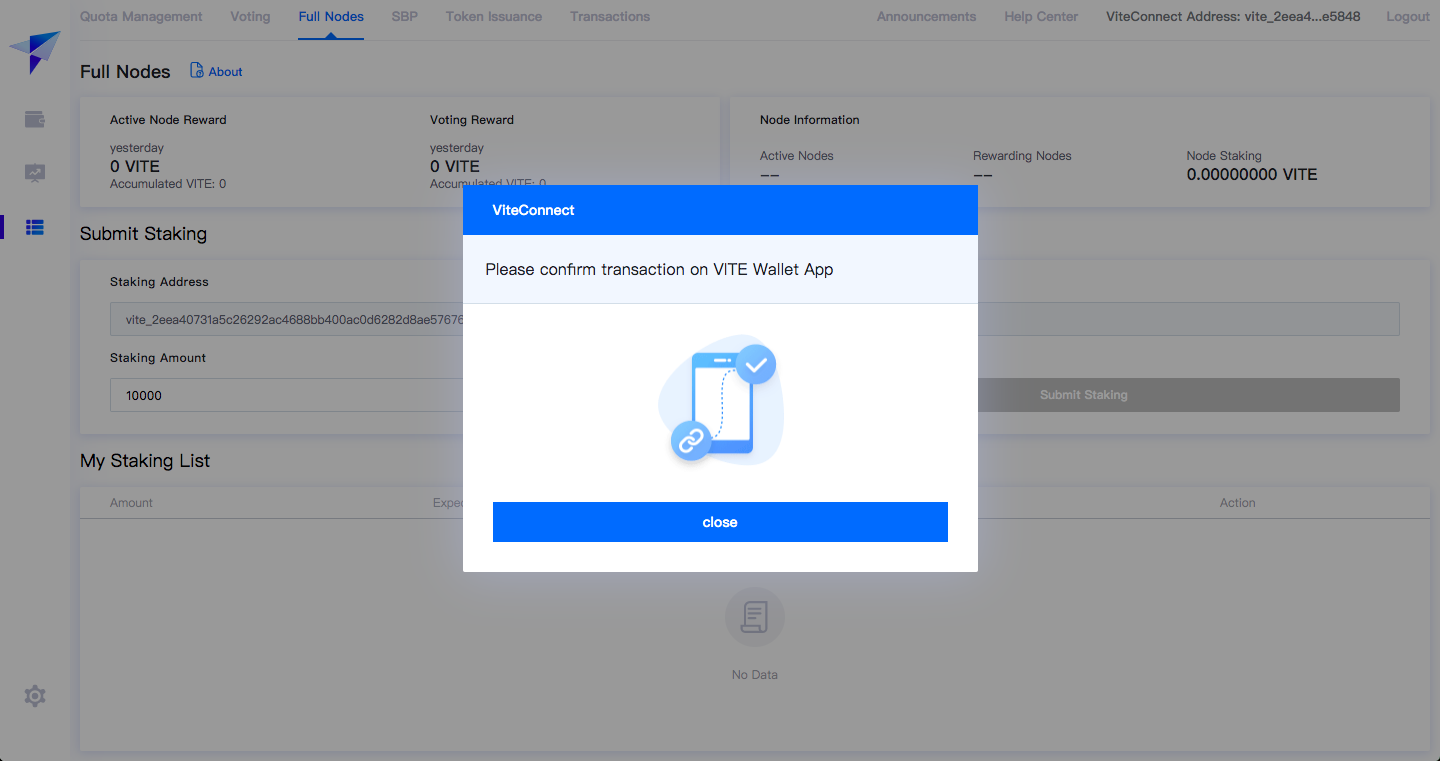 Quota Management Voting Full Nodes SBP Token Issuance Transactions Announcements Help Center ViteConnect Address: vite_2eea4...e5848 Logout
Full Nodes About
Active Node Reward Voting Reward Node Information
yesterday yesterday Active Nodes Rewarding Nodes Node Staking
0 VITE 0 VITE -- -- 0.00000000 VITE
Accumulated VITE: 0 Accumulated VITE: 0
ViteConnect
Submit Staking
Please confirm transaction on VITE Wallet App
Staking Address
vite_2eea40731a5c26292ac4688bb400ac0d6282d8ae57676
Staking Amount
10000 Submit Staking
My Staking List
Amount Action
close
No Data